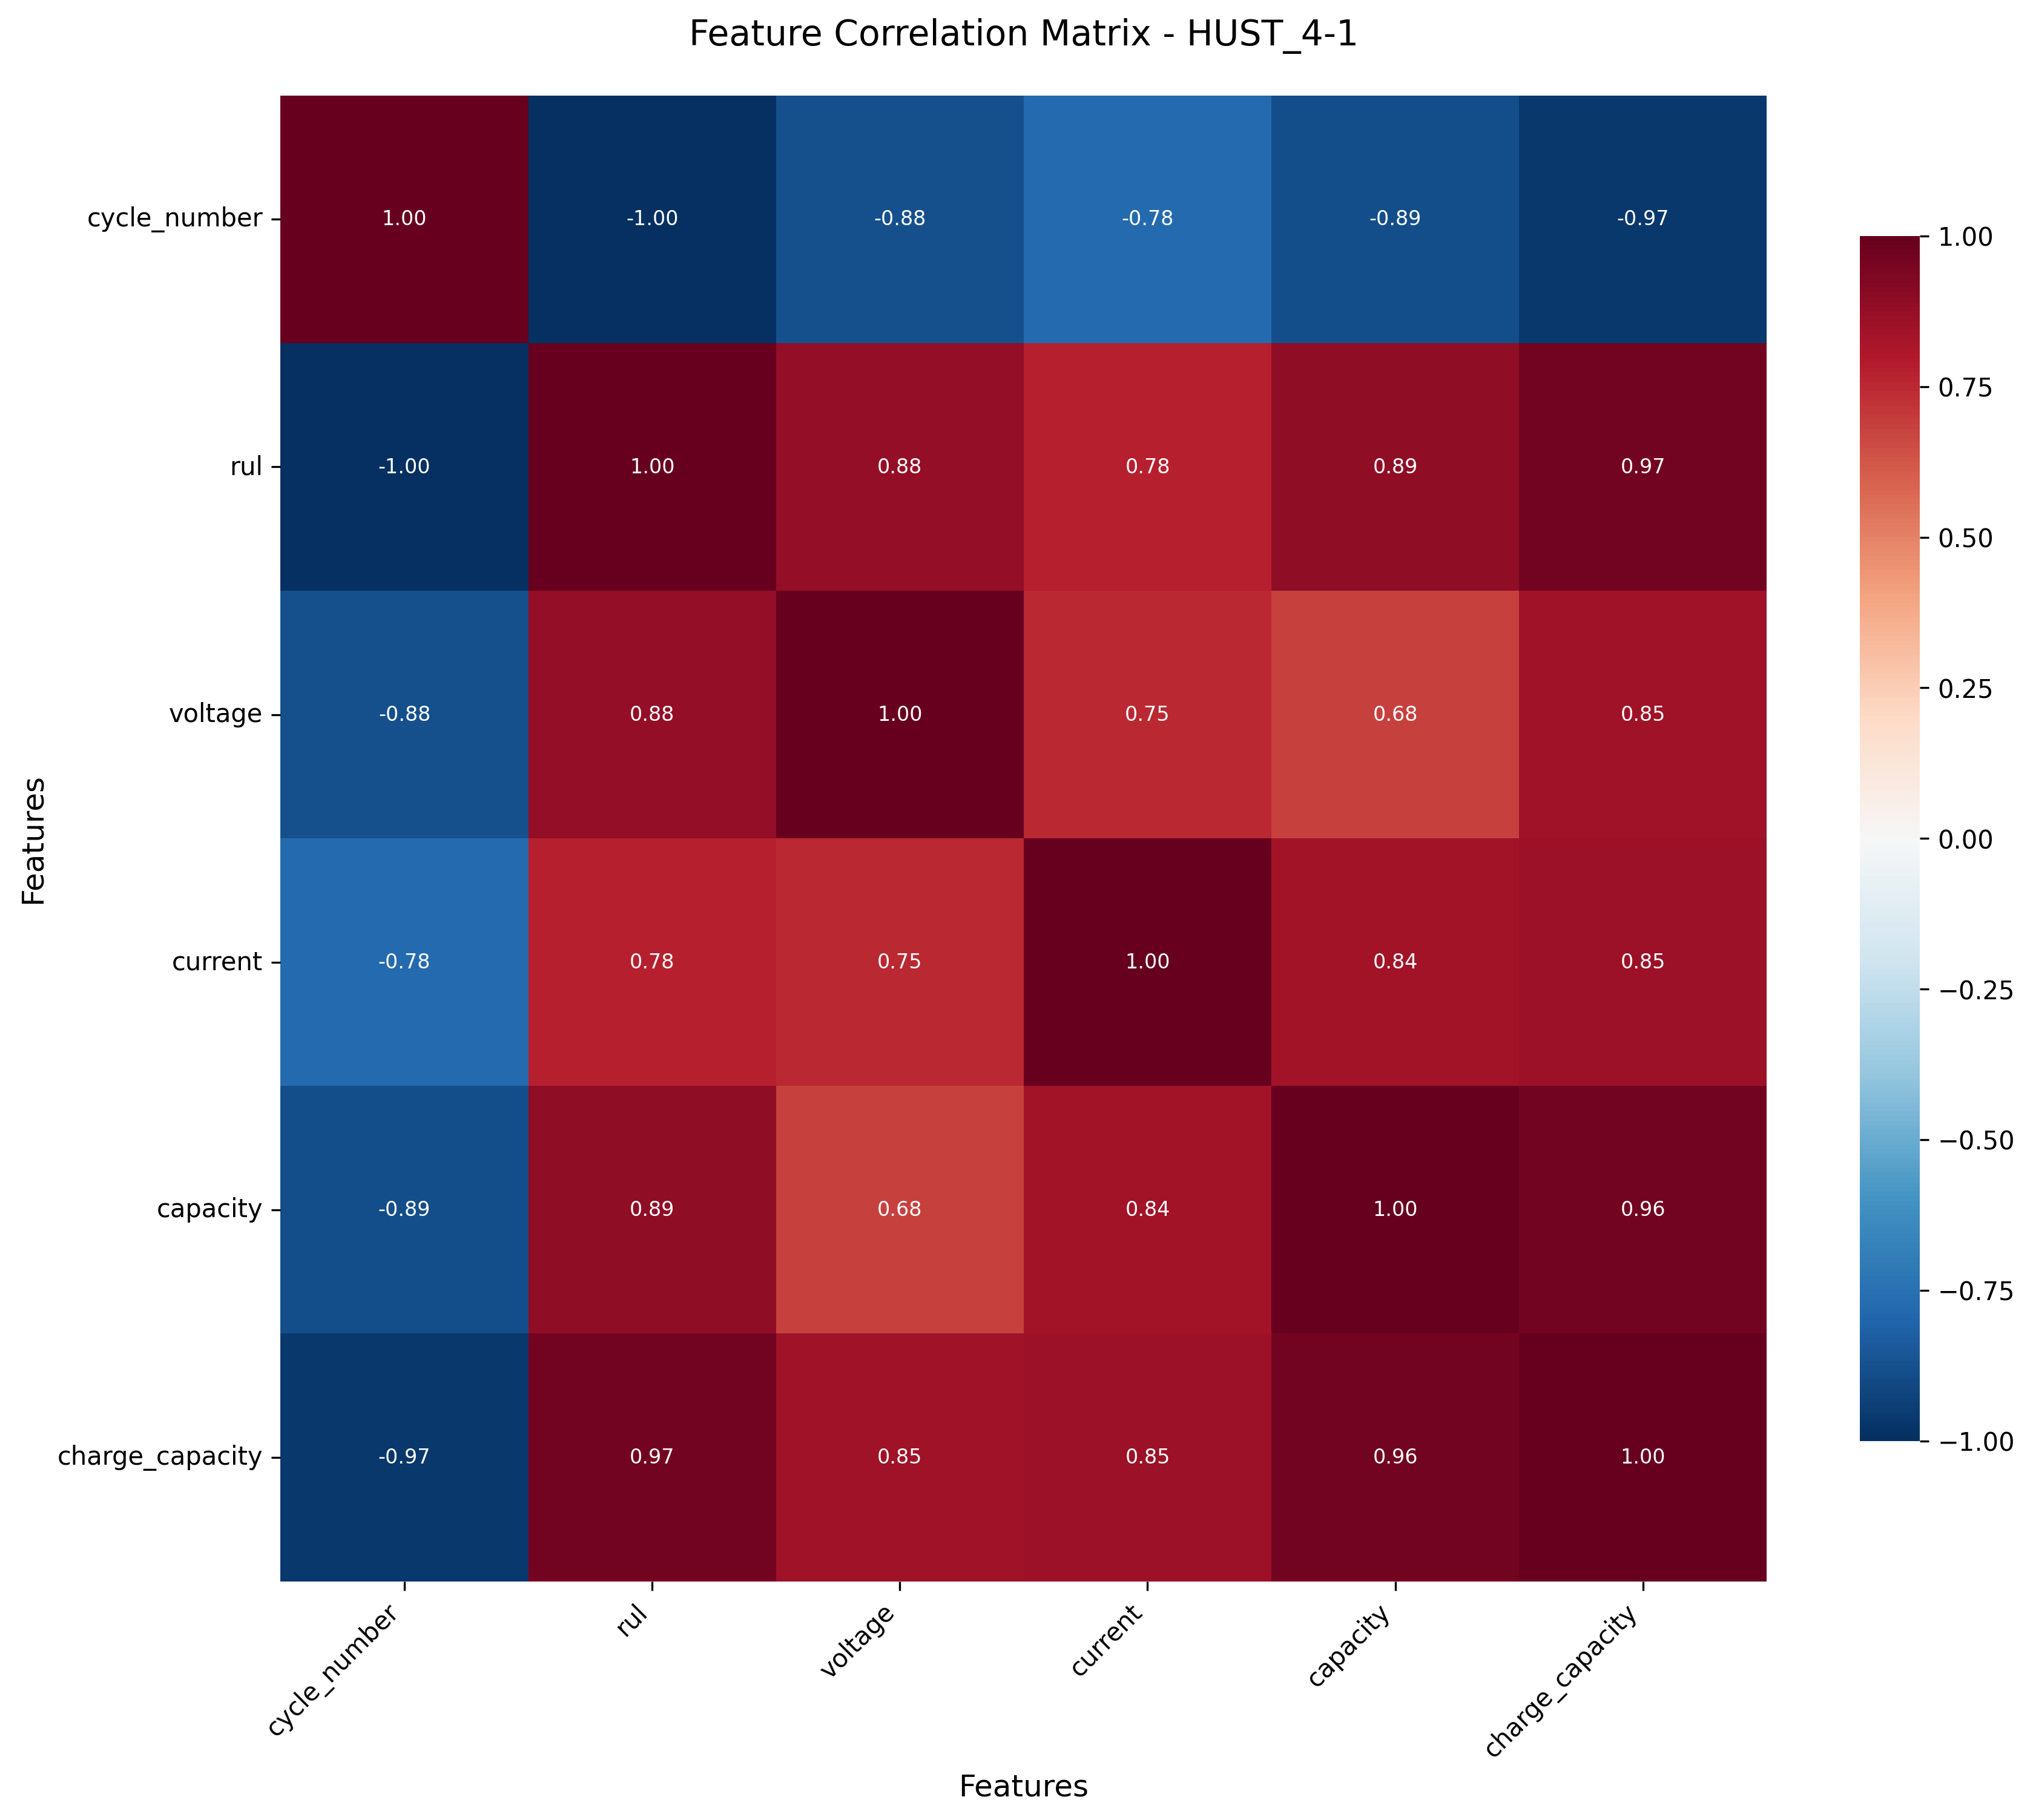 Feature Correlation Matrix - HUST_4-1
Features
cycle_number 1.00 -1.00 -0.88 -0.78 -0.89 -0.97
rul -1.00 1.00 0.88 0.78 0.89 0.97
voltage -0.88 0.88 1.00 0.75 0.68 0.85
current -0.78 0.78 0.75 1.00 0.84 0.85
capacity -0.89 0.89 0.68 0.84 1.00 0.96
charge_capacity -0.97 0.97 0.85 0.85 0.96 1.00
cycle_number rul voltage current capacity charge_capacity
Features
1.00
0.75
0.50
0.25
0.00
−0.25
−0.50
−0.75
−1.00